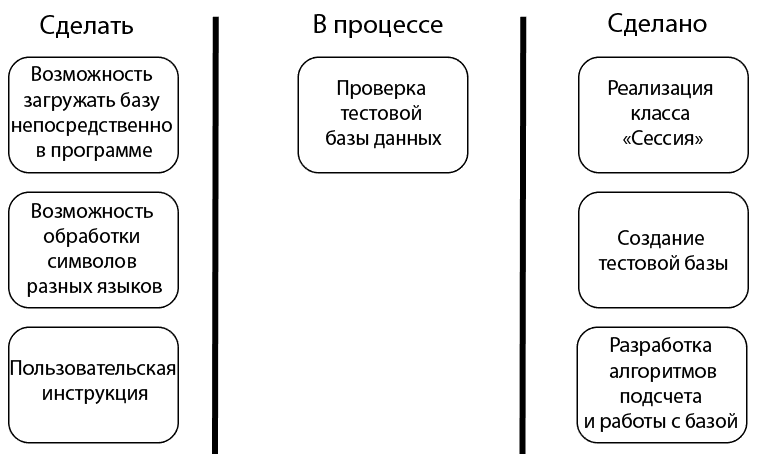 Сделать
Возможность
загружать базу
непосредственно
в программе
Возможность
обработки
символов
разных языков
Пользовательская
инструкция
В процессе
Проверка
тестовой
базы данных
Сделано
Реализация
класса
«Сессия»
Создание
тестовой базы
Разработка
алгоритмов
подсчета
и работы с базой